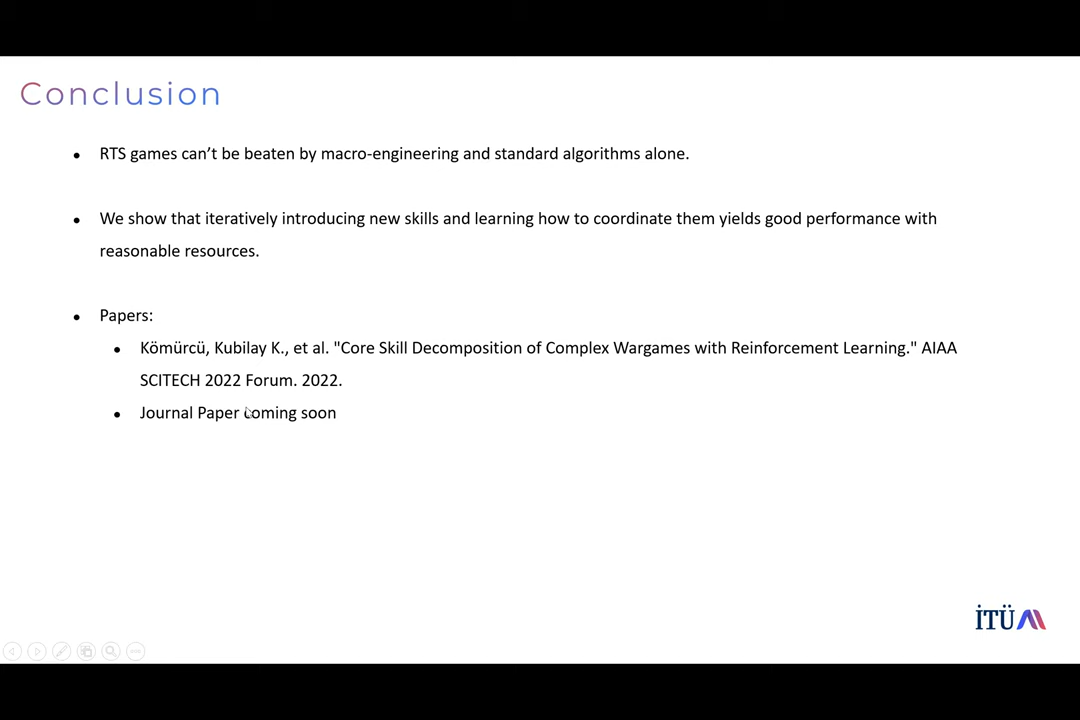 Conclusion
• RTS games can’t be beaten by macro-engineering and standard algorithms alone.
• We show that iteratively introducing new skills and learning how to coordinate them yields good performance with
reasonable resources.
• Papers:
• Kömürcü, Kubilay K., et al. "Core Skill Decomposition of Complex Wargames with Reinforcement Learning." AIAA
SCITECH 2022 Forum. 2022.
• Journal Paper coming soon
İTÜ